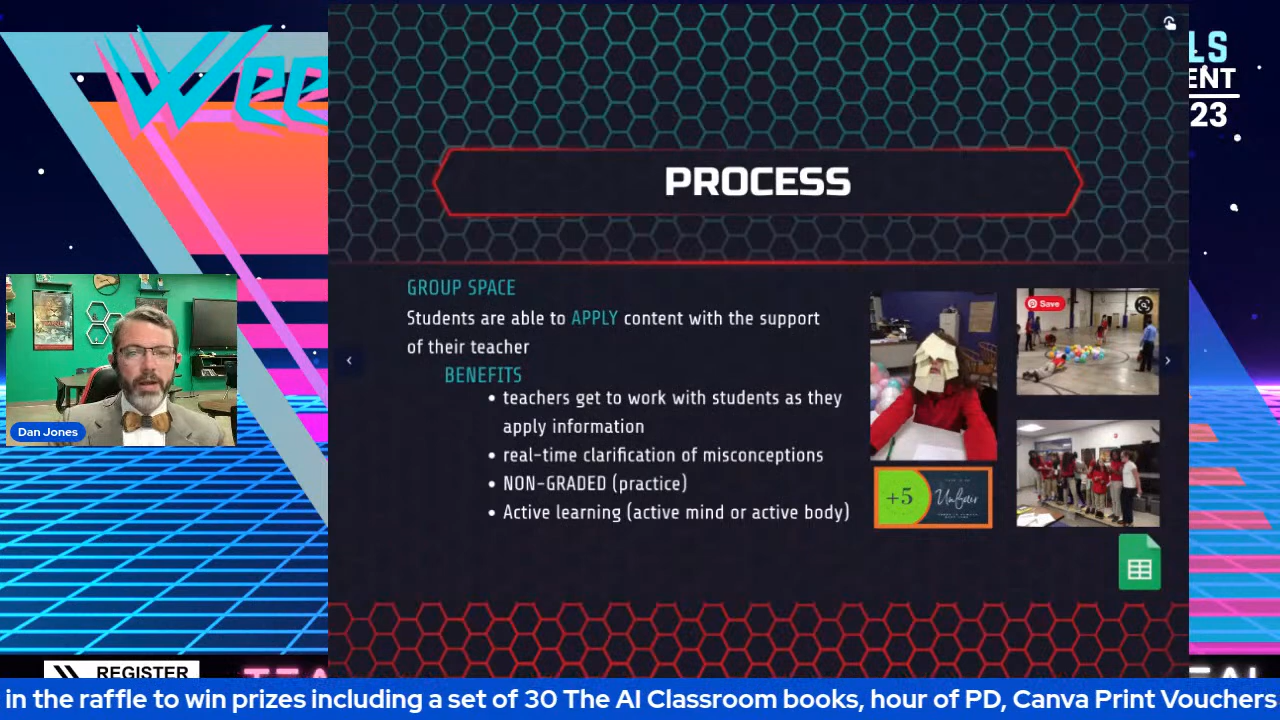 Wee
LS
ENT
23
PROCESS
GROUP SPACE
Students are able to APPLY content with the support
of their teacher
BENEFITS
• teachers get to work with students as they
apply information
• real-time clarification of misconceptions
• NON-GRADED (practice)
• Active learning (active mind or active body)
Save
+5
Unfair
Dan Jones
REGISTER
in the raffle to win prizes including a set of 30 The AI Classroom books, hour of PD, Canva Print Vouchers